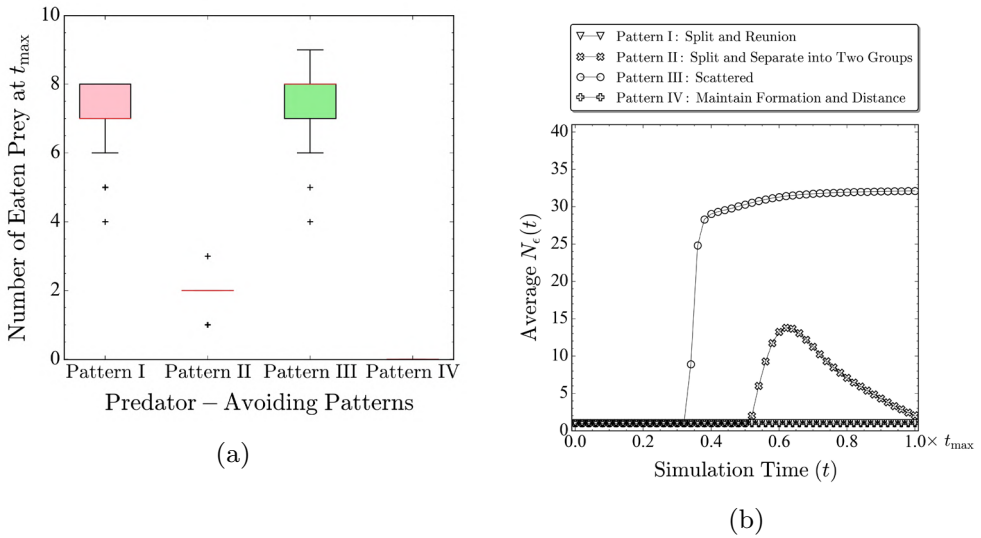 10
8
6
4
2
0
Number of Eaten Prey at t_max
Pattern I Pattern II Pattern III Pattern IV
Predator − Avoiding Patterns
(a)
Pattern I : Split and Reunion
Pattern II : Split and Separate into Two Groups
Pattern III : Scattered
Pattern IV : Maintain Formation and Distance
40
35
30
25
20
15
10
5
0
Average N_ϵ(t)
0.0 0.2 0.4 0.6 0.8 1.0 × t_max
Simulation Time (t)
(b)